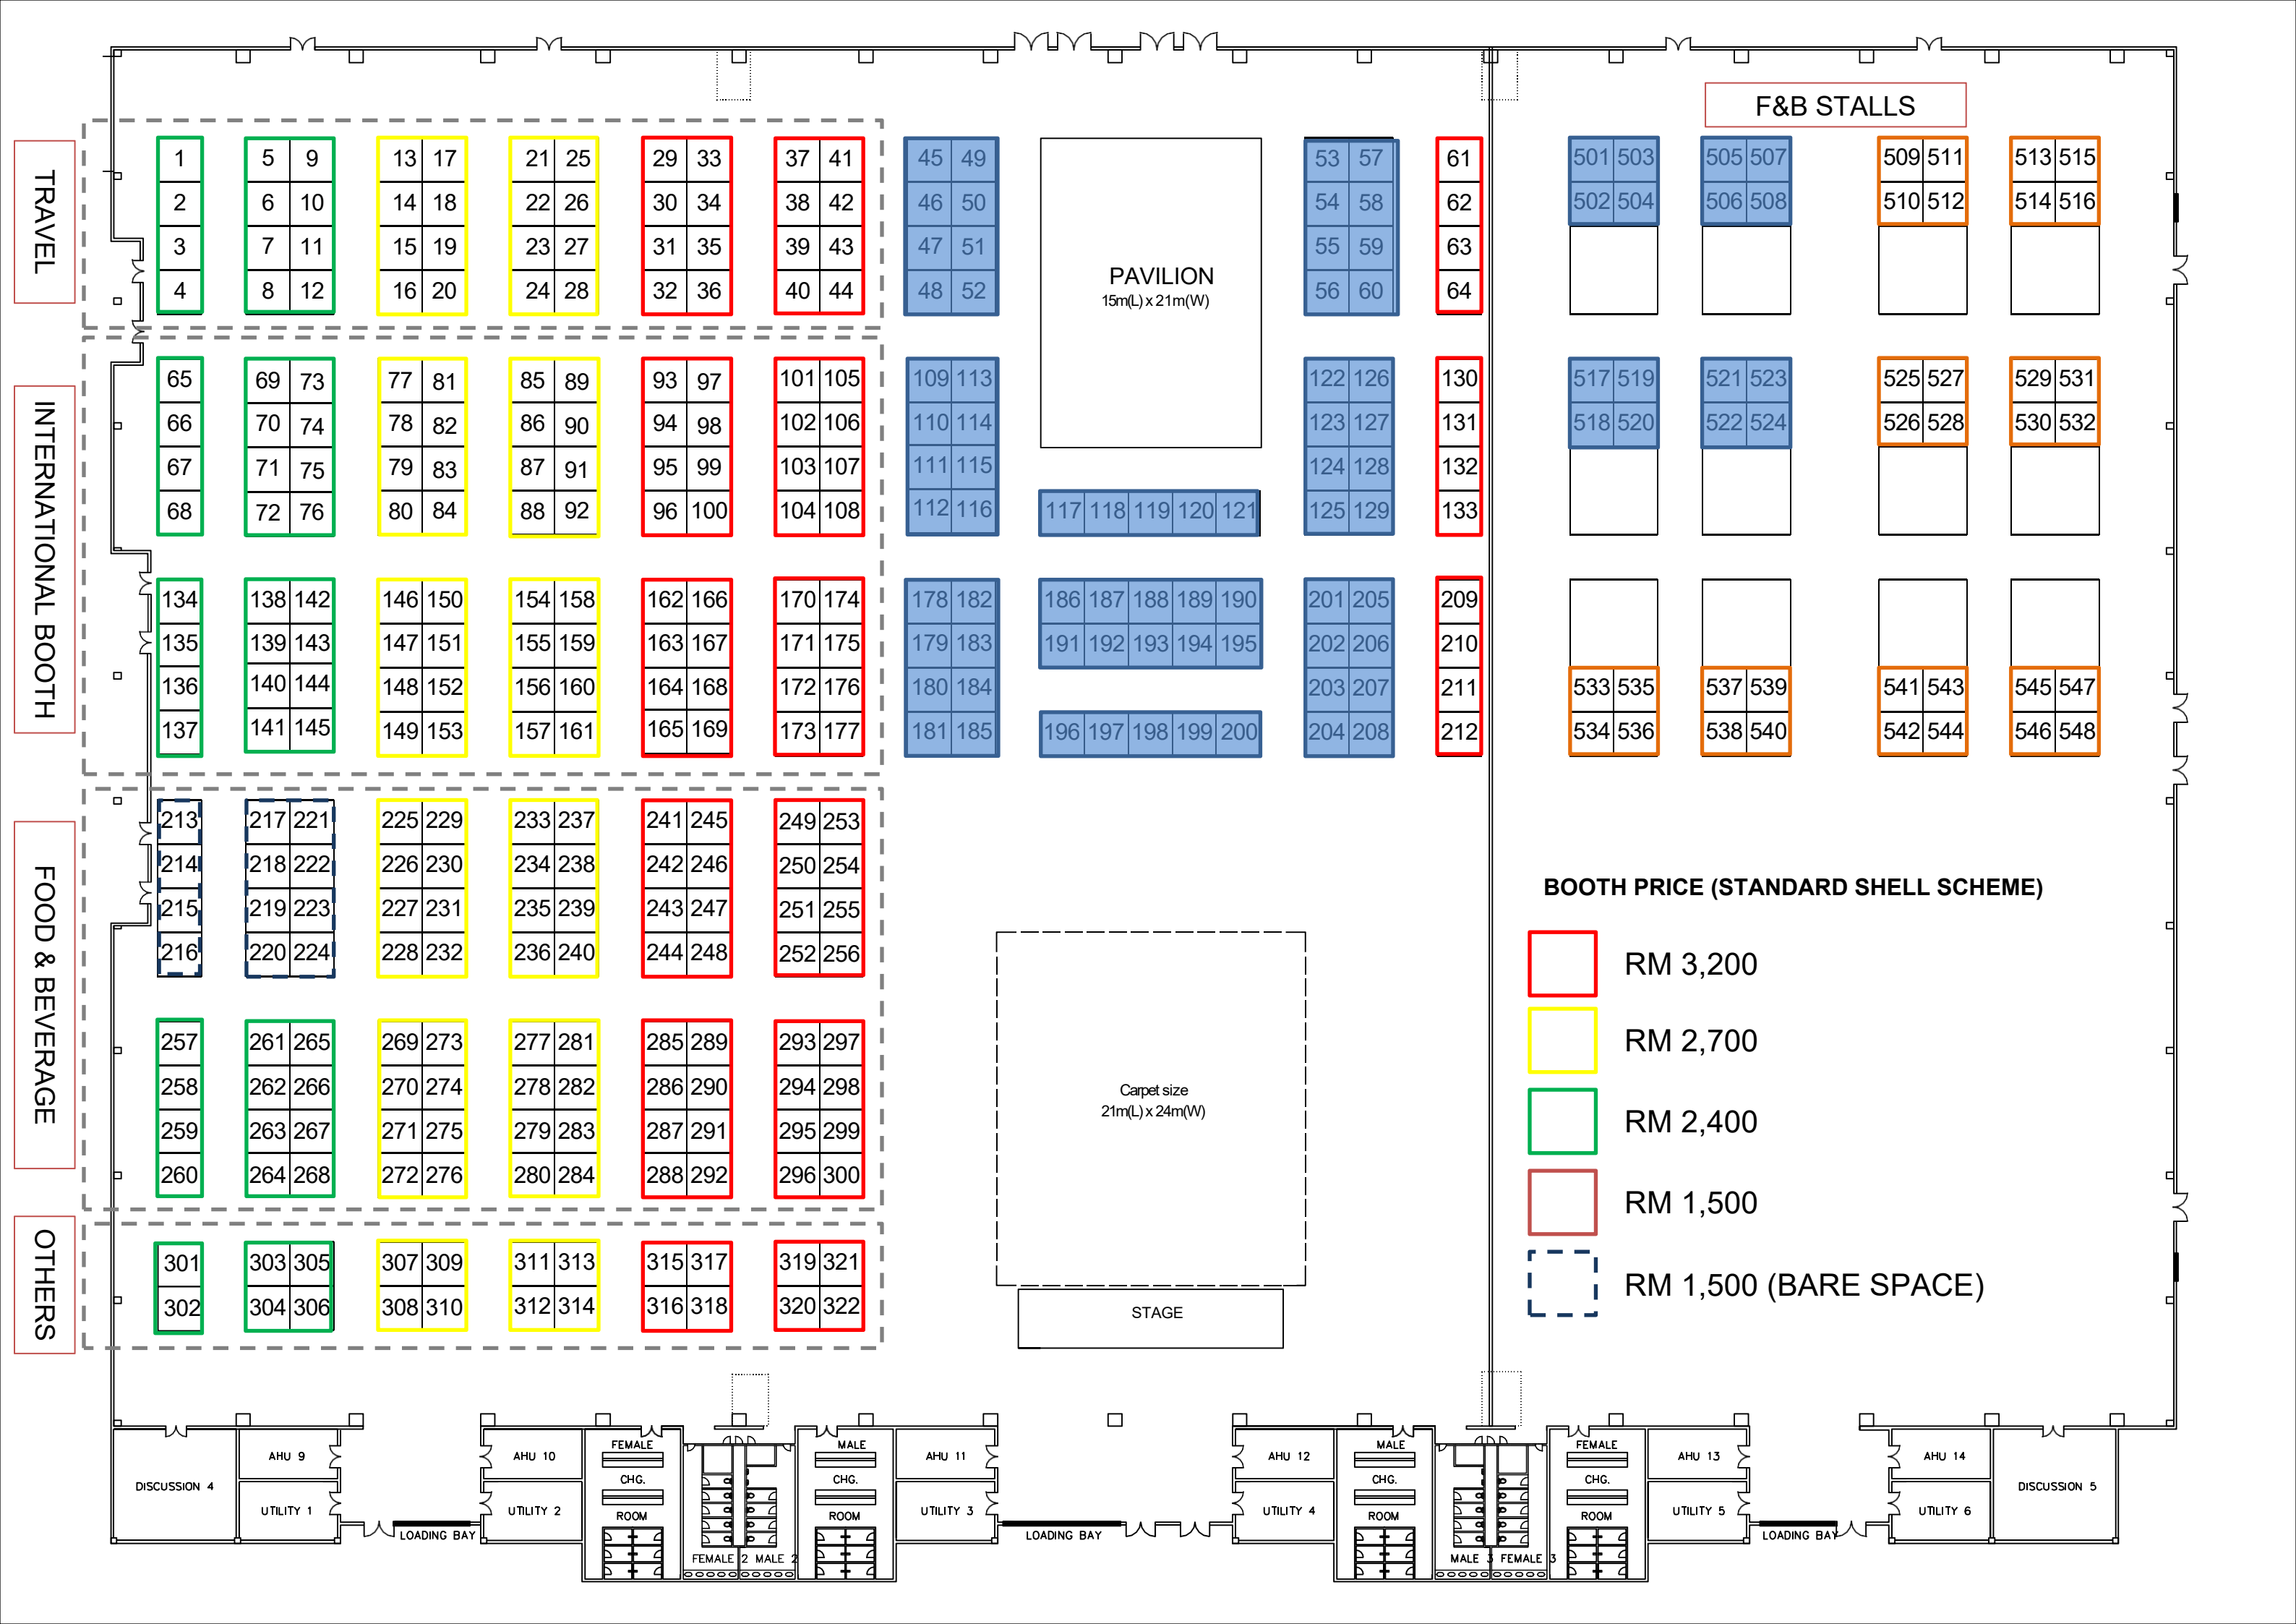 F&B STALLS
TRAVEL
1 5 9 13 17 21 25 29 33 37 41 45 49 53 57 61 501 503 505 507 509 511 513 515
2 6 10 14 18 22 26 30 34 38 42 46 50 54 58 62 502 504 506 508 510 512 514 516
3 7 11 15 19 23 27 31 35 39 43 47 51 55 59 63
4 8 12 16 20 24 28 32 36 40 44 48 52 56 60 64
PAVILION
15m(L) x 21m(W)
INTERNATIONAL BOOTH
65 69 73 77 81 85 89 93 97 101 105 109 113 122 126 130 517 519 521 523 525 527 529 531
66 70 74 78 82 86 90 94 98 102 106 110 114 123 127 131 518 520 522 524 526 528 530 532
67 71 75 79 83 87 91 95 99 103 107 111 115 124 128 132
68 72 76 80 84 88 92 96 100 104 108 112 116 117 118 119 120 121 125 129 133
134 138 142 146 150 154 158 162 166 170 174 178 182 186 187 188 189 190 201 205 209
135 139 143 147 151 155 159 163 167 171 175 179 183 191 192 193 194 195 202 206 210
136 140 144 148 152 156 160 164 168 172 176 180 184 203 207 211 533 535 537 539 541 543 545 547
137 141 145 149 153 157 161 165 169 173 177 181 185 196 197 198 199 200 204 208 212 534 536 538 540 542 544 546 548
FOOD & BEVERAGE
213 217 221 225 229 233 237 241 245 249 253
214 218 222 226 230 234 238 242 246 250 254
215 219 223 227 231 235 239 243 247 251 255
216 220 224 228 232 236 240 244 248 252 256
257 261 265 269 273 277 281 285 289 293 297
258 262 266 270 274 278 282 286 290 294 298
259 263 267 271 275 279 283 287 291 295 299
260 264 268 272 276 280 284 288 292 296 300
OTHERS
301 303 305 307 309 311 313 315 317 319 321
302 304 306 308 310 312 314 316 318 320 322
Carpet size
21m(L) x 24m(W)
STAGE
BOOTH PRICE (STANDARD SHELL SCHEME)
RM 3,200
RM 2,700
RM 2,400
RM 1,500
RM 1,500 (BARE SPACE)
DISCUSSION 4
AHU 9
UTILITY 1
LOADING BAY
AHU 10
UTILITY 2
FEMALE
CHG.
ROOM
FEMALE 2 MALE 2
MALE
CHG.
ROOM
AHU 11
UTILITY 3
LOADING BAY
AHU 12
UTILITY 4
MALE
CHG.
ROOM
MALE 3 FEMALE 3
FEMALE
CHG.
ROOM
AHU 13
UTILITY 5
LOADING BAY
AHU 14
UTILITY 6
DISCUSSION 5